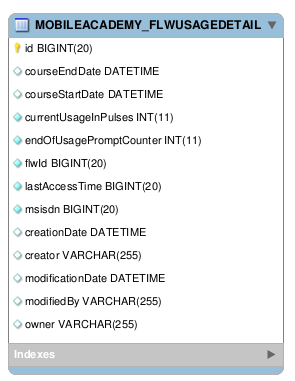 MOBILEACADEMY_FLWUSAGEDETAIL
id BIGINT(20)
courseEndDate DATETIME
courseStartDate DATETIME
currentUsageInPulses INT(11)
endOfUsagePromptCounter INT(11)
flwId BIGINT(20)
lastAccessTime BIGINT(20)
msisdn BIGINT(20)
creationDate DATETIME
creator VARCHAR(255)
modificationDate DATETIME
modifiedBy VARCHAR(255)
owner VARCHAR(255)
Indexes